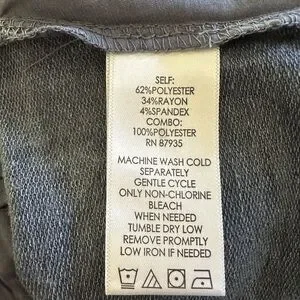 SELF:
62%POLYESTER
34%RAYON
4%SPANDEX
COMBO:
100%POLYESTER
RN 87935
MACHINE WASH COLD
SEPARATELY
GENTLE CYCLE
ONLY NON-CHLORINE
BLEACH
WHEN NEEDED
TUMBLE DRY LOW
REMOVE PROMPTLY
LOW IRON IF NEEDED